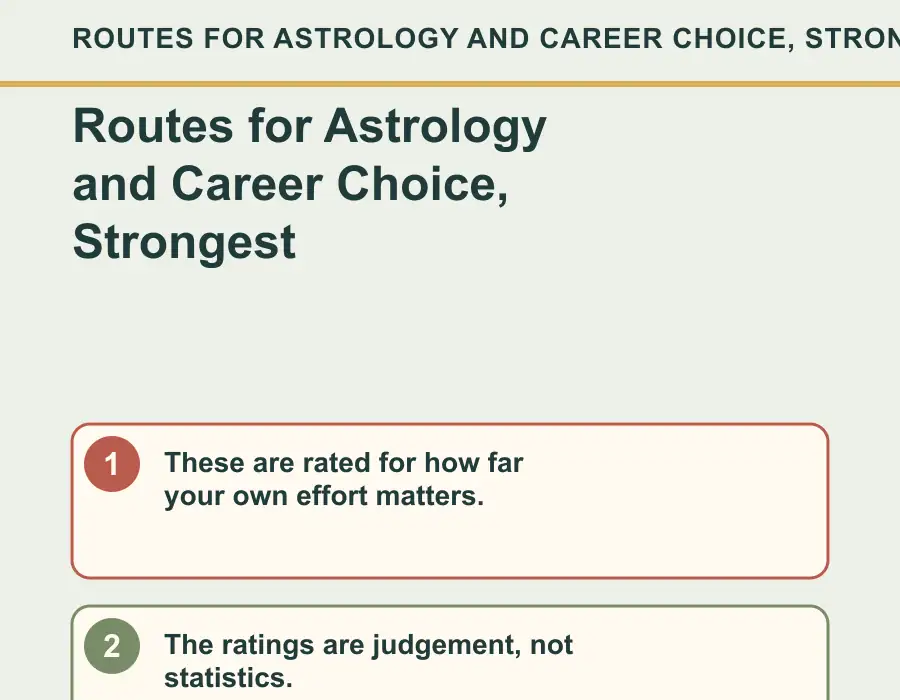 ROUTES FOR ASTROLOGY AND CAREER CHOICE,
Routes for Astrology
and Career Choice,
Strongest
1
These are rated for how far
your own effort matters.
2
The ratings are judgement, not
statistics.